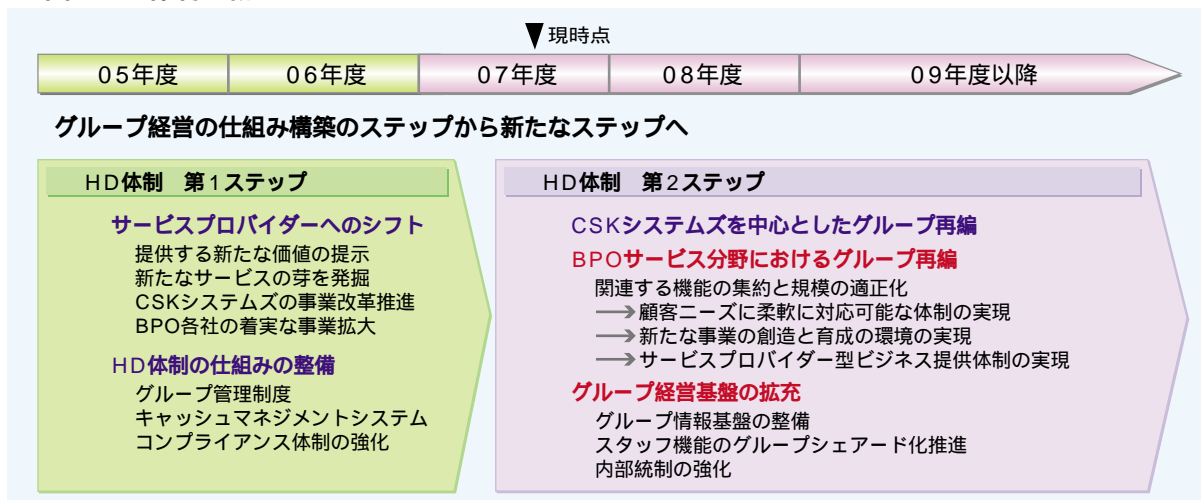 現時点
05年度 06年度 07年度 08年度 09年度以降
グループ経営の仕組み構築のステップから新たなステップへ
HD体制 第1ステップ
サービスプロバイダーへのシフト
提供する新たな価値の提示
新たなサービスの芽を発掘
CSKシステムズの事業改革推進
BPO各社の着実な事業拡大
HD体制の仕組みの整備
グループ管理制度
キャッシュマネジメントシステム
コンプライアンス体制の強化
HD体制 第2ステップ
CSKシステムズを中心としたグループ再編
BPOサービス分野におけるグループ再編
関連する機能の集約と規模の適正化
→顧客ニーズに柔軟に対応可能な体制の実現
→新たな事業の創造と育成の環境の実現
→サービスプロバイダー型ビジネス提供体制の実現
グループ経営基盤の拡充
グループ情報基盤の整備
スタッフ機能のグループシェアード化推進
内部統制の強化